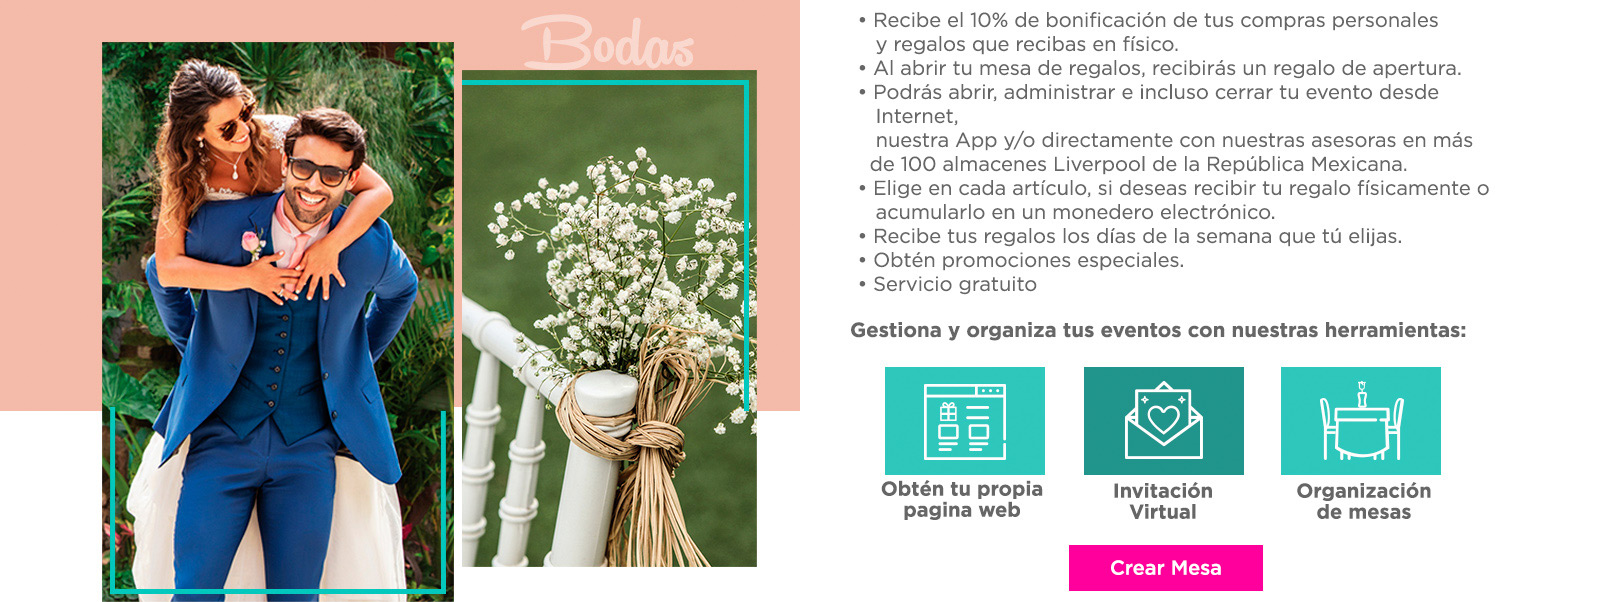 Bodas
• Recibe el 10% de bonificación de tus compras personales
y regalos que recibas en físico.
• Al abrir tu mesa de regalos, recibirás un regalo de apertura.
• Podrás abrir, administrar e incluso cerrar tu evento desde
Internet,
nuestra App y/o directamente con nuestras asesoras en más
de 100 almacenes Liverpool de la República Mexicana.
• Elige en cada artículo, si deseas recibir tu regalo físicamente o
acumularlo en un monedero electrónico.
• Recibe tus regalos los días de la semana que tú elijas.
• Obtén promociones especiales.
• Servicio gratuito
Gestiona y organiza tus eventos con nuestras herramientas:
Obtén tu propia
pagina web
Invitación
Virtual
Organización
de mesas
Crear Mesa